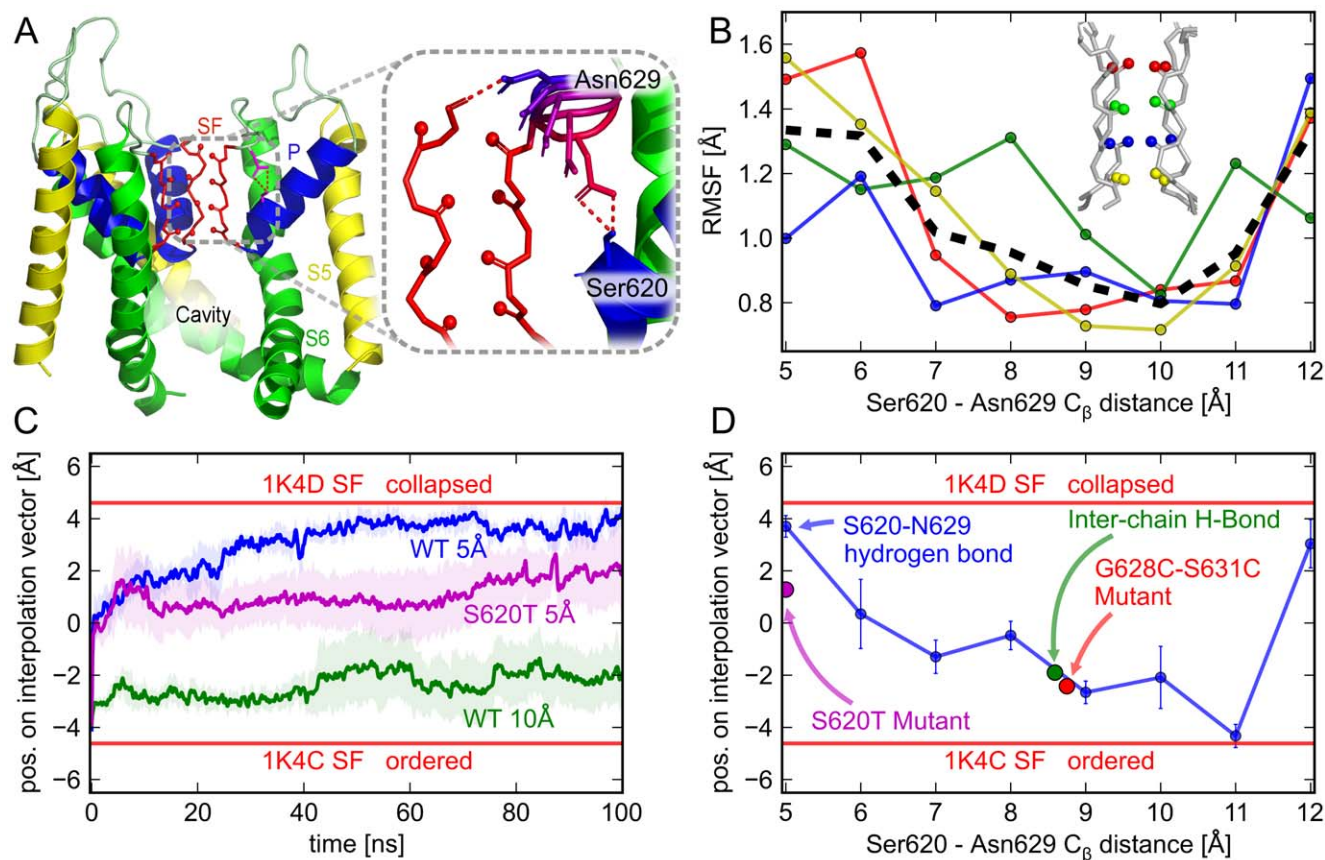 A
SF
P
S5
Cavity
S6
Asn629
Ser620
B
RMSF [Å]
1.6
1.4
1.2
1.0
0.8
5 6 7 8 9 10 11 12
Ser620 - Asn629 Cβ distance [Å]
C
pos. on interpolation vector [Å]
6
4
2
0
−2
−4
−6
1K4D SF collapsed
WT 5Å
S620T 5Å
WT 10Å
1K4C SF ordered
0 20 40 60 80 100
time [ns]
D
pos. on interpolation vector [Å]
6
4
2
0
−2
−4
−6
1K4D SF collapsed
S620-N629
hydrogen bond
Inter-chain H-Bond
G628C-S631C
Mutant
S620T Mutant
1K4C SF ordered
5 6 7 8 9 10 11 12
Ser620 - Asn629 Cβ distance [Å]